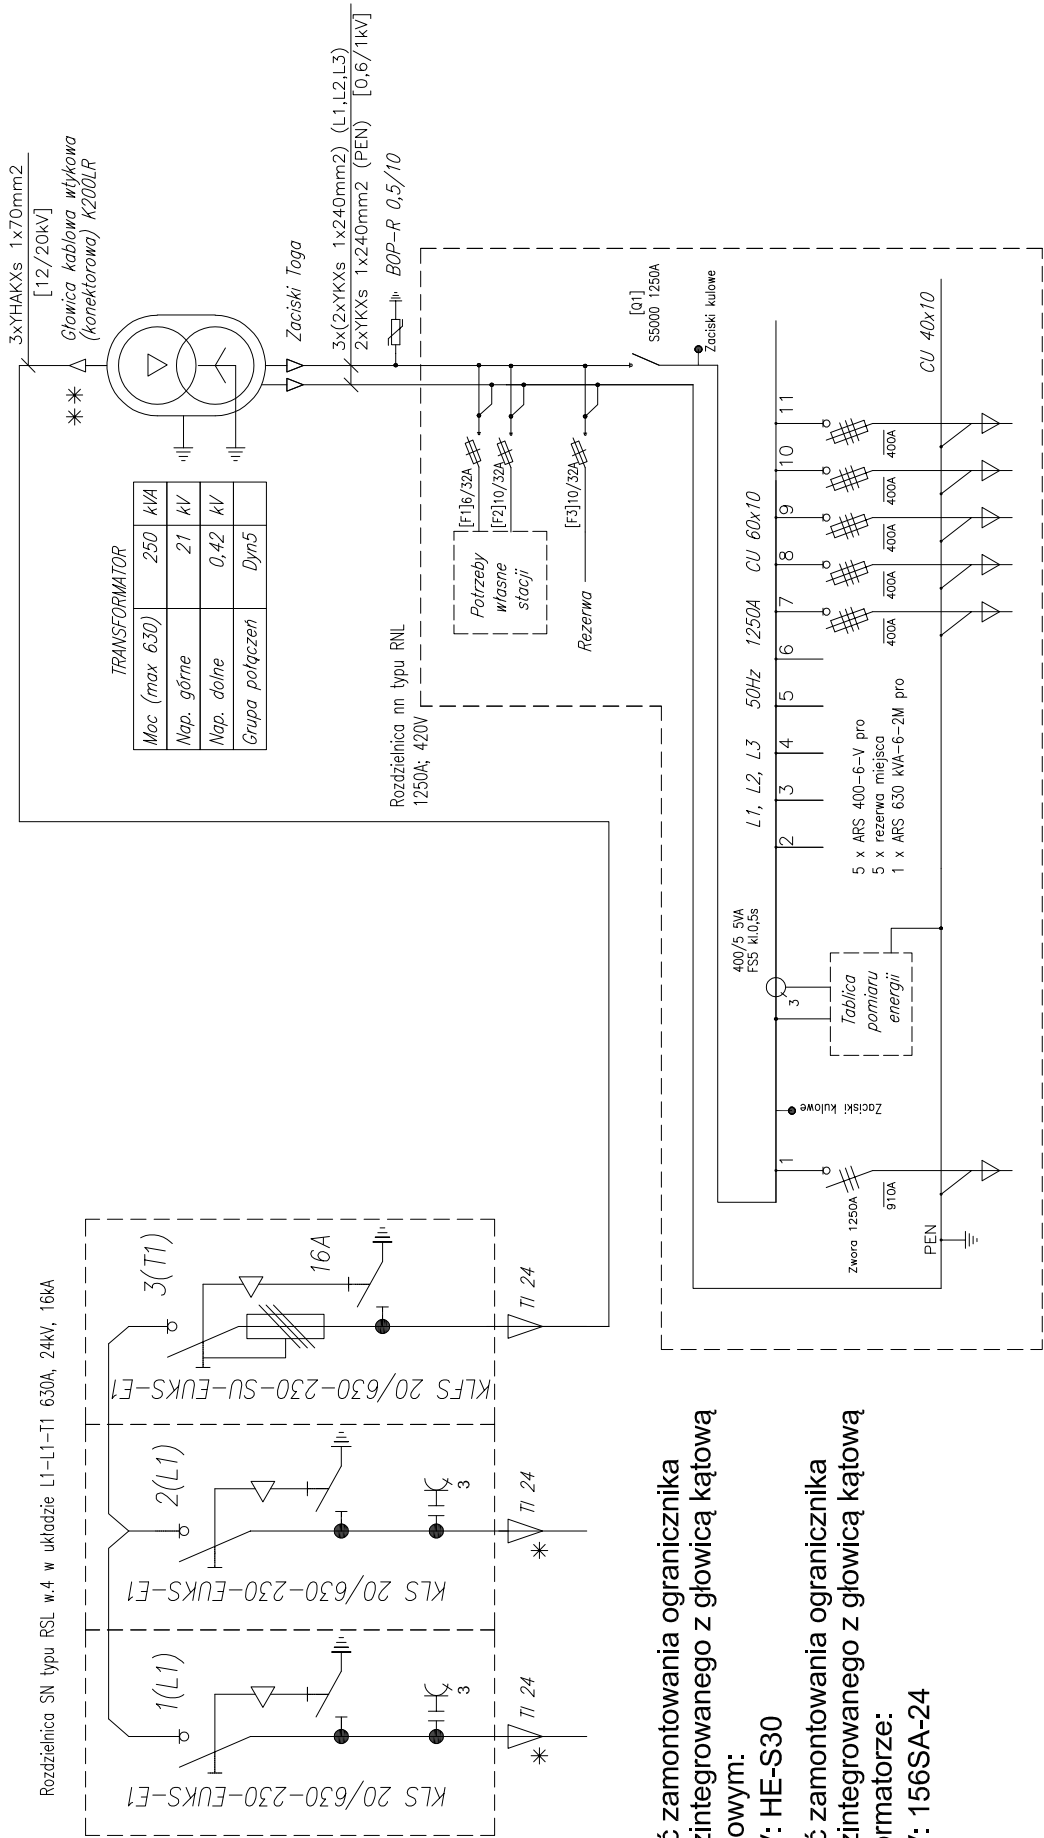 Rozdzielnica SN typu RSL w.4 w układzie L1-L1-T1 630A, 24kV, 16kA
1(L1)
KLS 20/630-230-EUKS-E1
3
TI 24
*
2(L1)
KLS 20/630-230-EUKS-E1
3
TI 24
*
3(T1)
16A
KLFS 20/630-230-SU-EUKS-E1
TI 24
3xYHAKXs 1x70mm2
[12/20kV]
Głowica kablowa wtykowa
(konektorowa) K200LR
**
TRANSFORMATOR
Moc (max 630) 250 kVA
Nap. górne 21 kV
Nap. dolne 0,42 kV
Grupa połączeń Dyn5
Zaciski Toga
3x(2xYKXs 1x240mm2) (L1,L2,L3)
2xYKXs 1x240mm2 (PEN) [0,6/1kV]
BOP-R 0,5/10
Rozdzielnica nn typu RNL
1250A; 420V
[F1]6/32A
[F2]10/32A
[F3]10/32A
Potrzeby
własne
stacji
Rezerwa
[Q1]
S5000 1250A
Zaciski kulowe
L1, L2, L3 50Hz 1250A CU 60x10
1
2
3
4
5
6
7
8
9
10
11
400/5 5VA
FS5 kl.0,5s
3
Tablica
pomiaru
energii
Zaciski kulowe
Zwora 1250A
910A
PEN
5 x ARS 400-6-V pro
5 x rezerwa miejsca
1 x ARS 630 kVA-6-2M pro
400A
400A
400A
400A
400A
CU 40x10
zamontowania ogranicznika
zintegrowanego z głowicą kątową
owym:
HE-S30
zamontowania ogranicznika
zintegrowanego z głowicą kątową
ormatorze:
156SA-24